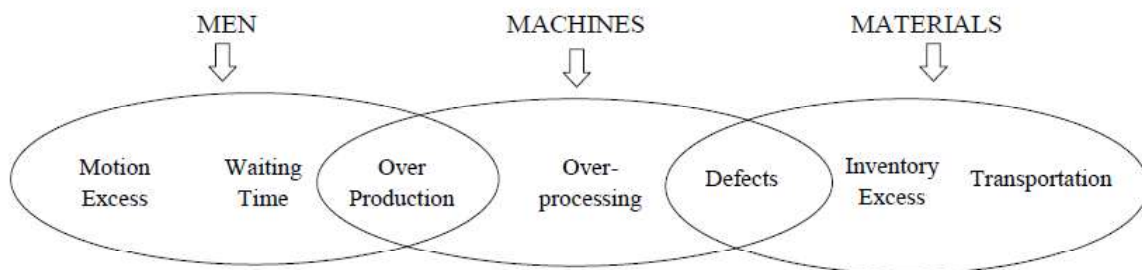 MEN
MACHINES
MATERIALS
Motion
Excess
Waiting
Time
Over
Production
Over-
processing
Defects
Inventory
Excess
Transportation